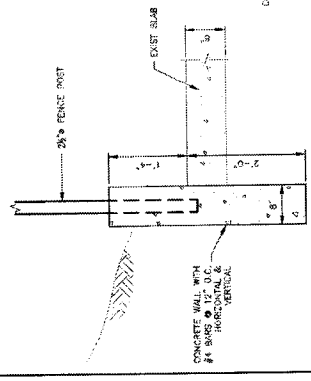 2½"ø FENCE POST
EXIST SLAB
1'-4"
2'-0"
8"
CONCRETE WALL WITH
#4 BARS @ 12" O.C.
HORIZONTAL &
VERTICAL